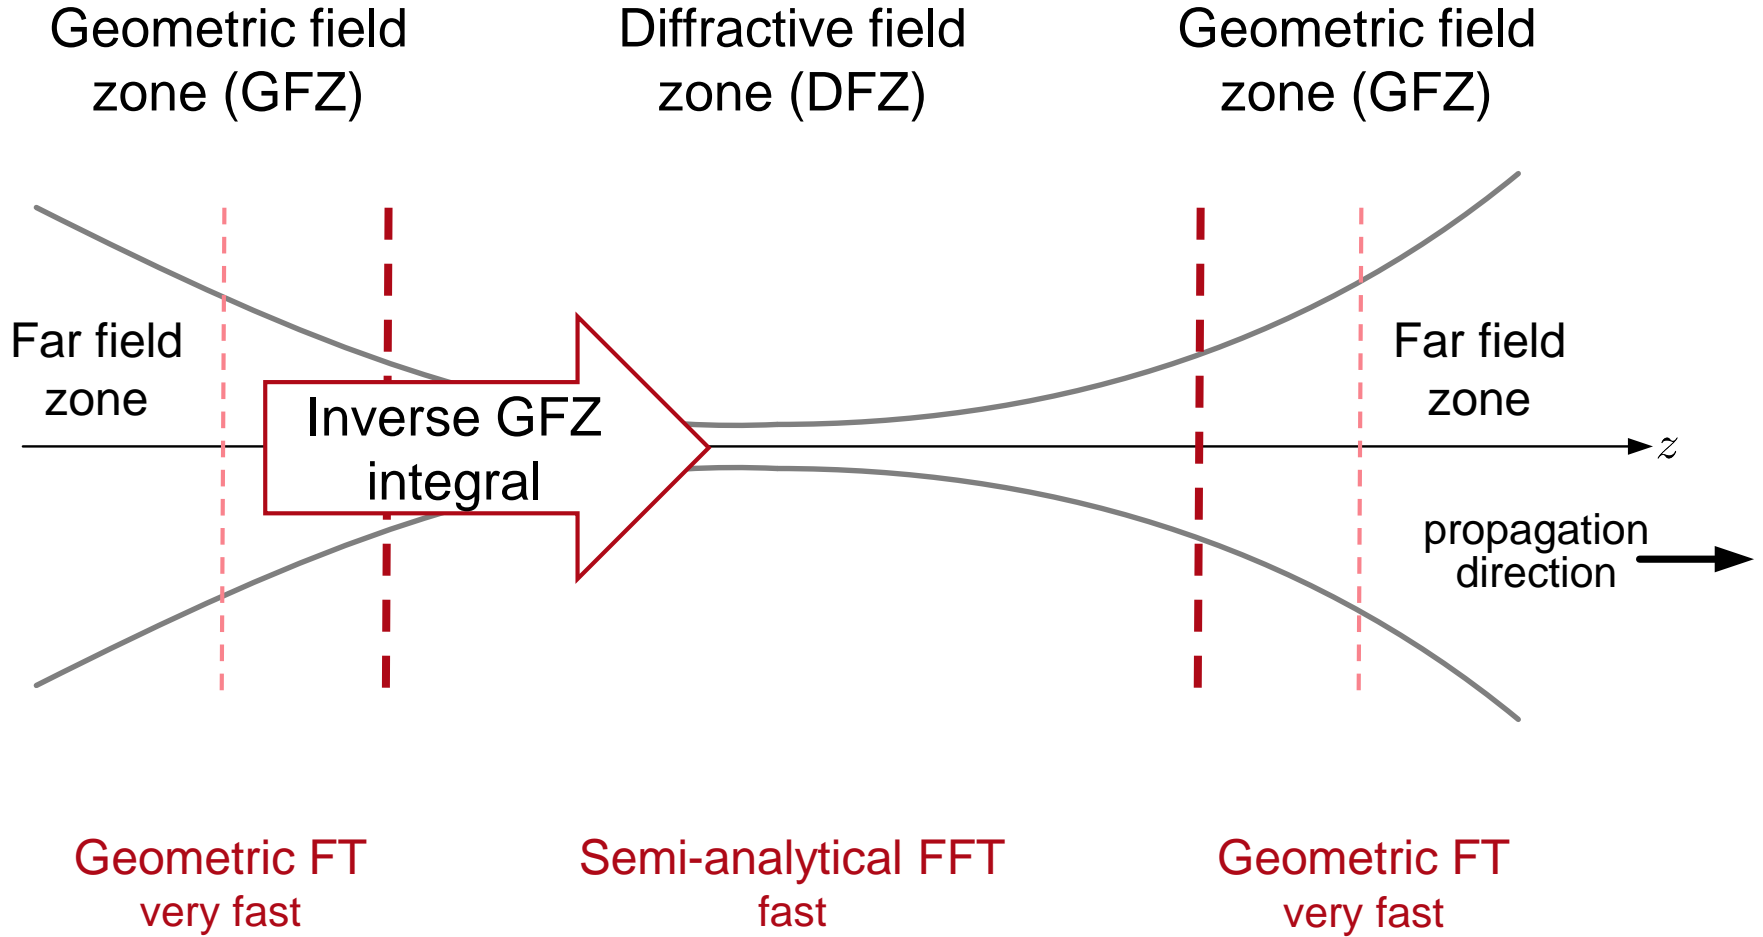 Geometric field
zone (GFZ)
Diffractive field
zone (DFZ)
Geometric field
zone (GFZ)
Far field
zone
Inverse GFZ
integral
Far field
zone
z
propagation
direction
Geometric FT
very fast
Semi-analytical FFT
fast
Geometric FT
very fast